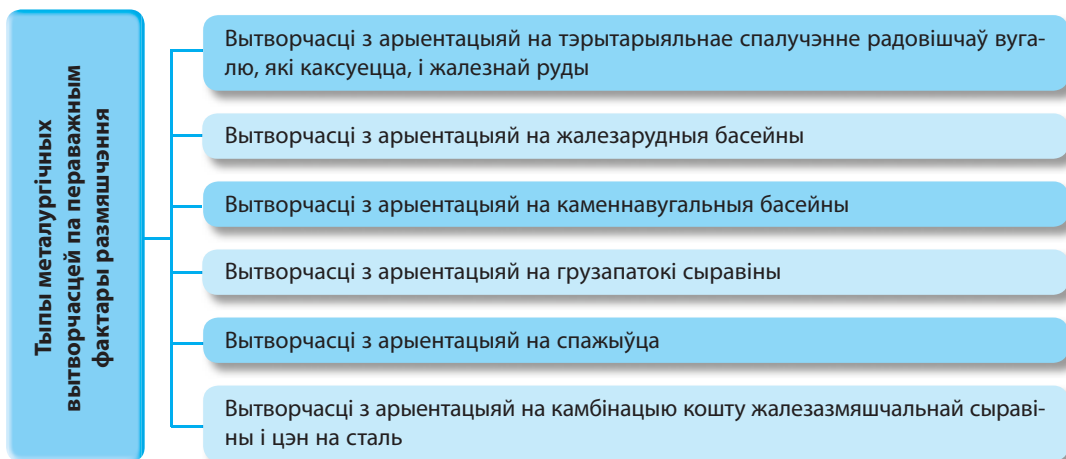 Тыпы металургічных
вытворчасцей па пераважным
фактары размяшчэння
Вытворчасці з арыентацыяй на тэрытарыяльнае спалучэнне радовішчаў вуга-
лю, які каксуецца, і жалезнай руды
Вытворчасці з арыентацыяй на жалезарудныя басейны
Вытворчасці з арыентацыяй на каменнавугальныя басейны
Вытворчасці з арыентацыяй на грузапатокі сыравіны
Вытворчасці з арыентацыяй на спажыўца
Вытворчасці з арыентацыяй на камбінацыю кошту жалезазмяшчальнай сыраві-
ны і цэн на сталь